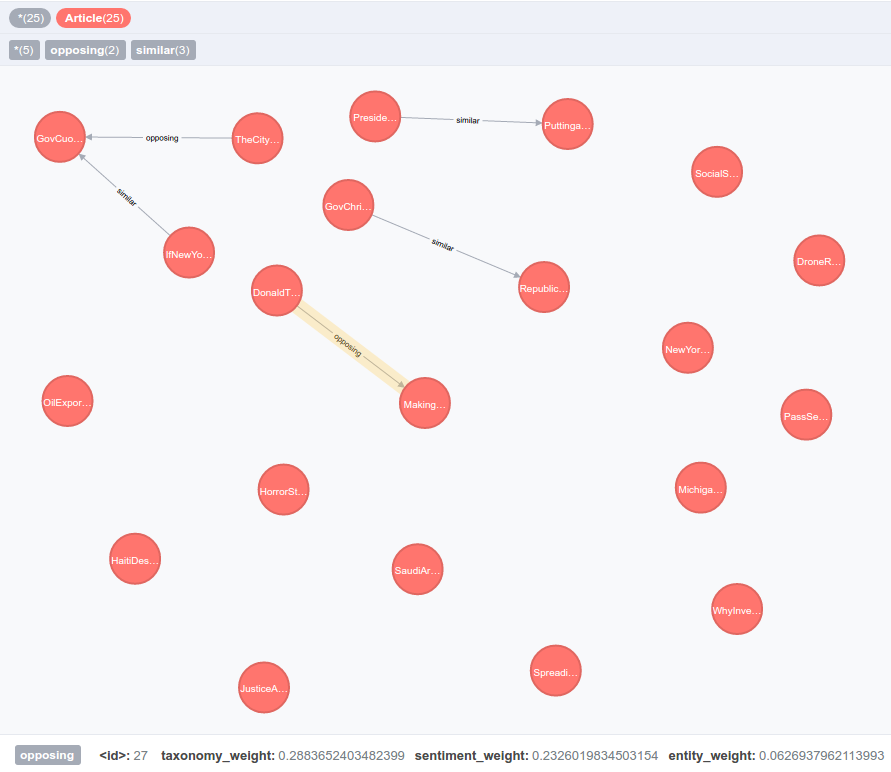 *(25) Article(25)
*(5) opposing(2) similar(3)
Preside...
similar
Puttinga...
GovCuo...
opposing
TheCity...
SocialS...
similar
GovChri...
IfNewYo...
similar
DroneR...
DonaldT...
Republic...
opposing
NewYor...
OilExpor...
Making...
PassSe...
HorrorSt...
Michiga...
HaitiDes...
SaudiAr...
WhyInve...
JusticeA...
Spreadi...
opposing <id>: 27 taxonomy_weight: 0.2883652403482399 sentiment_weight: 0.2326019834503154 entity_weight: 0.0626937962113993